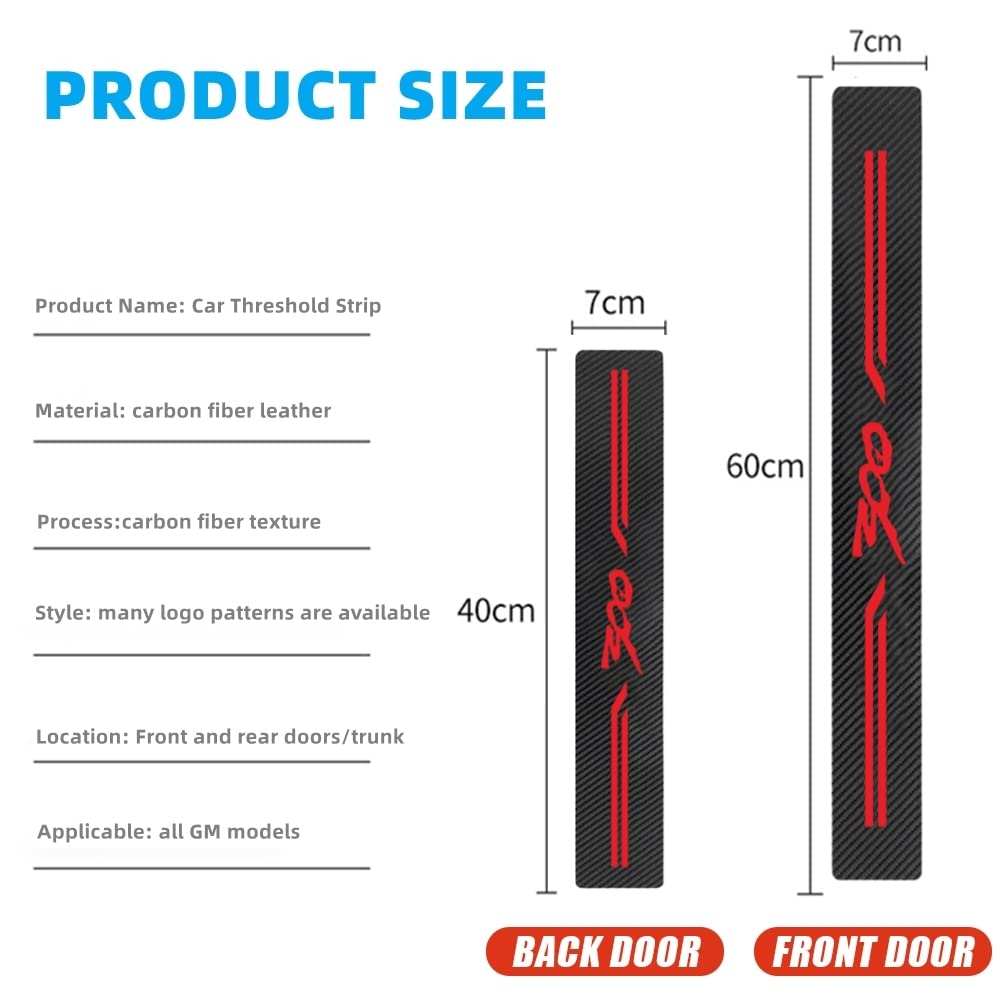 PRODUCT SIZE
Product Name: Car Threshold Strip
Material: carbon fiber leather
Process:carbon fiber texture
Style: many logo patterns are available
Location: Front and rear doors/trunk
Applicable: all GM models
7cm
40cm
BACK DOOR
7cm
60cm
FRONT DOOR